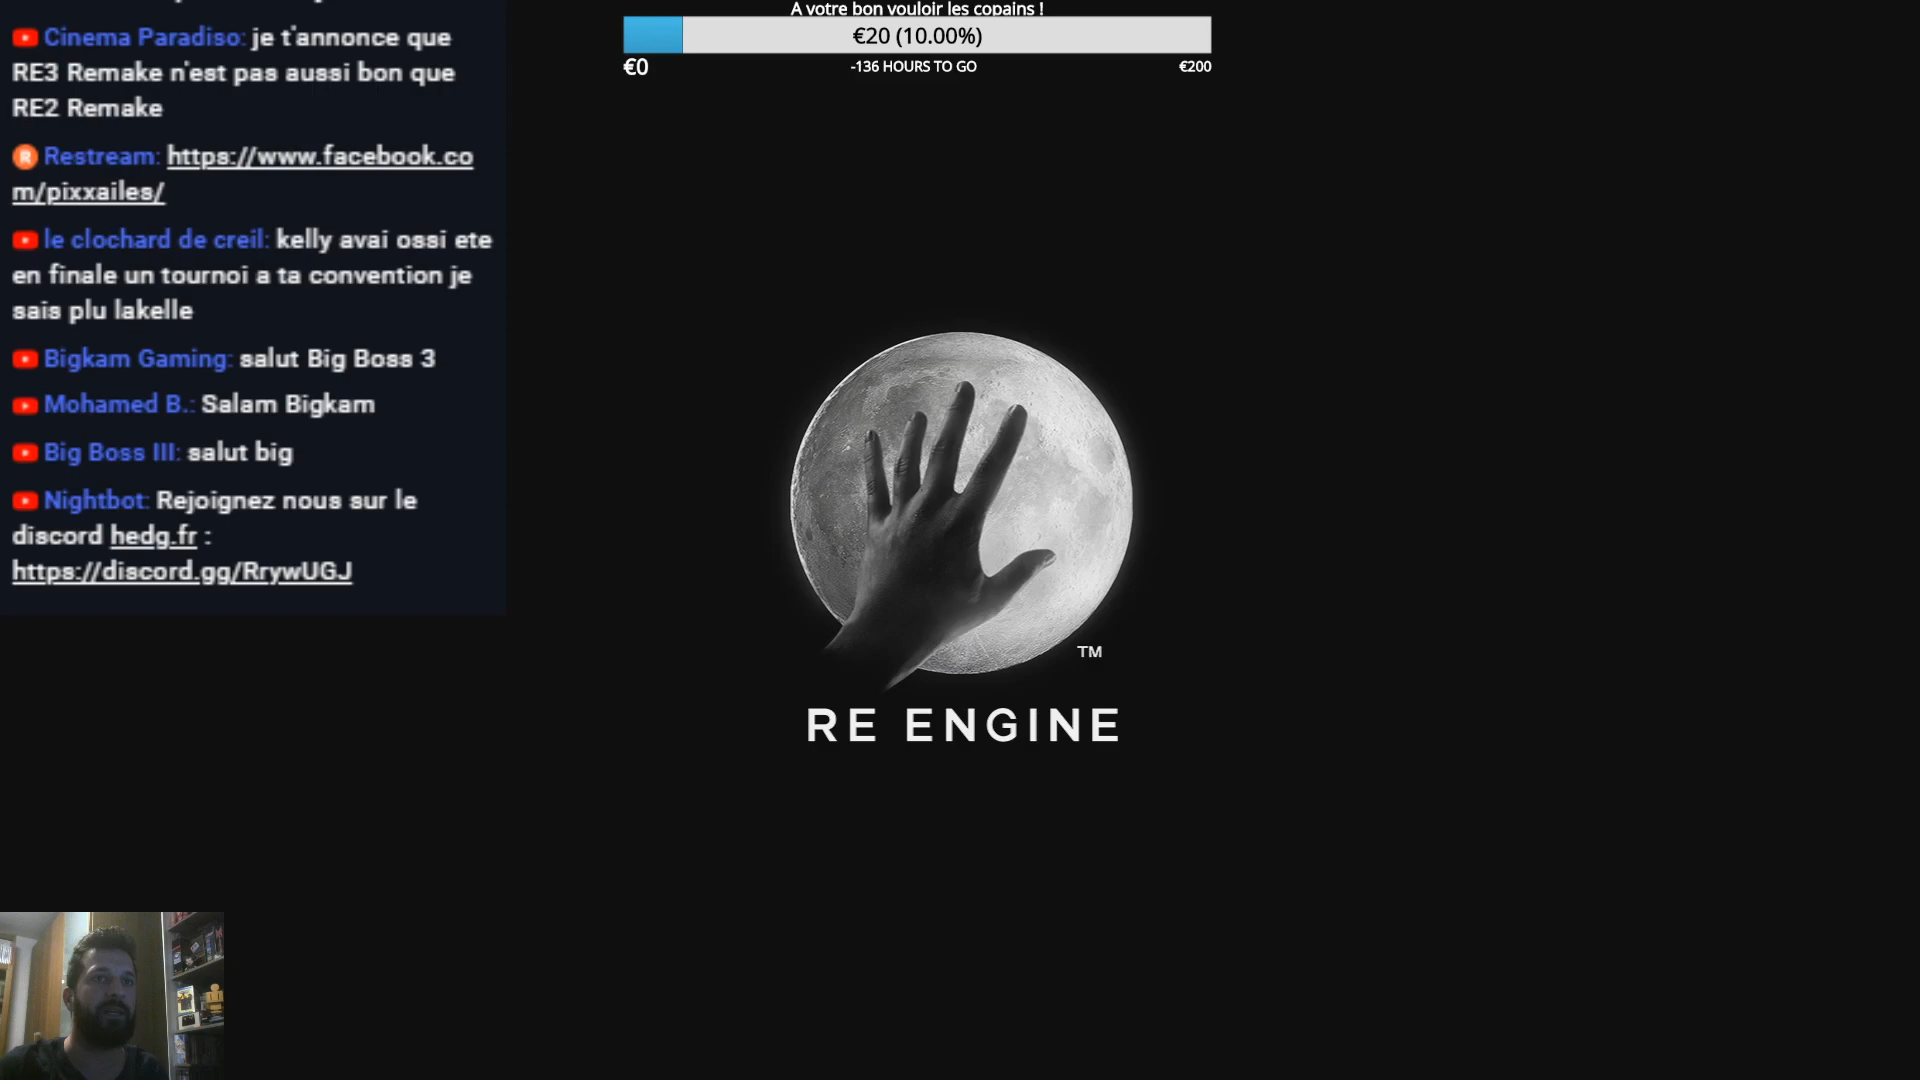 Cinema Paradiso: je t'annonce que
RE3 Remake n'est pas aussi bon que
RE2 Remake
Restream: https://www.facebook.co
m/pixxailes/
le clochard de creil: kelly avai ossi ete
en finale un tournoi a ta convention je
sais plu lakelle
Bigkam Gaming: salut Big Boss 3
Mohamed B.: Salam Bigkam
Big Boss III: salut big
Nightbot: Rejoignez nous sur le
discord hedg.fr :
https://discord.gg/RrywUGJ
A votre bon vouloir les copains !
€20 (10.00%)
€0 -136 HOURS TO GO €200
TM
RE ENGINE